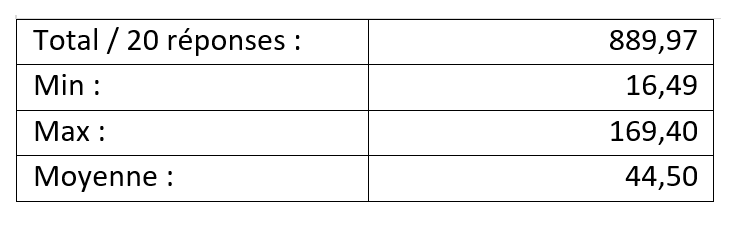 Total / 20 réponses : 889,97
Min : 16,49
Max : 169,40
Moyenne : 44,50